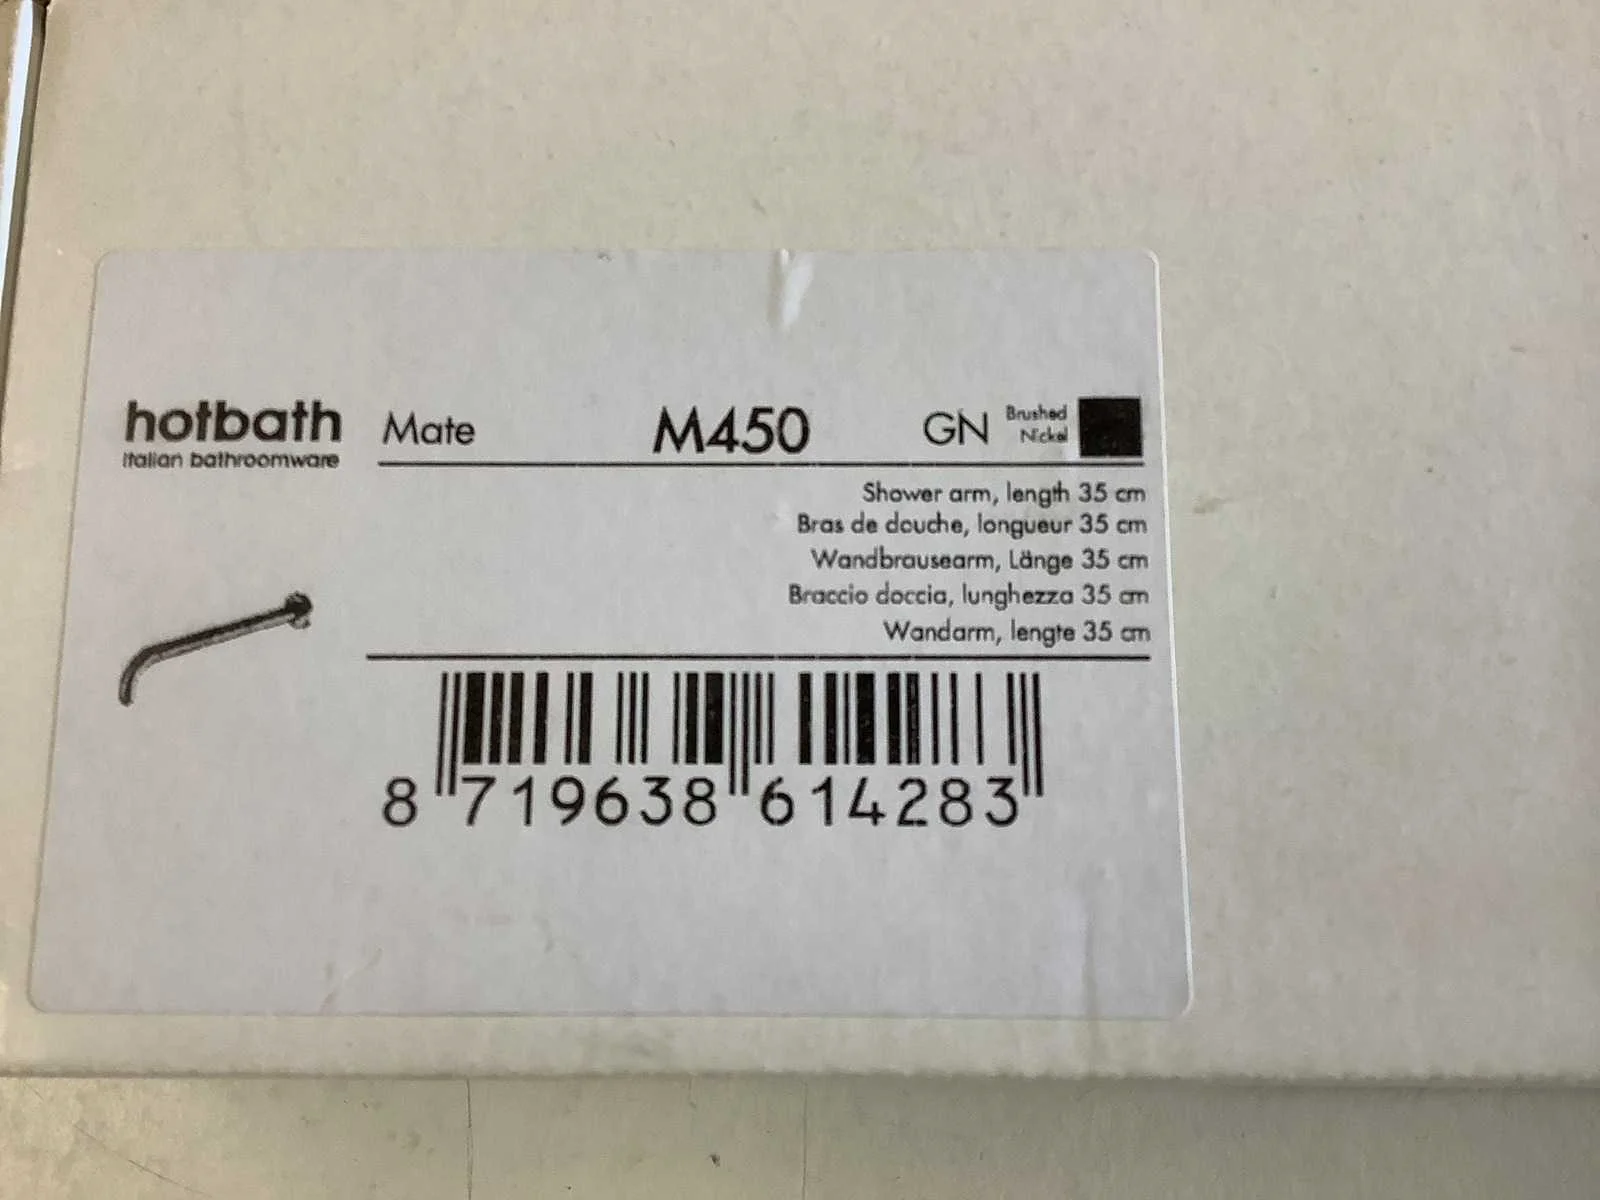 hotbath
Italian bathroomware
Mate M450 GN Brushed Nickel
Shower arm, length 35 cm
Bras de douche, longueur 35 cm
Wandbrausearm, Länge 35 cm
Braccio doccia, lunghezza 35 cm
Wandarm, lengte 35 cm
8 719638 614283